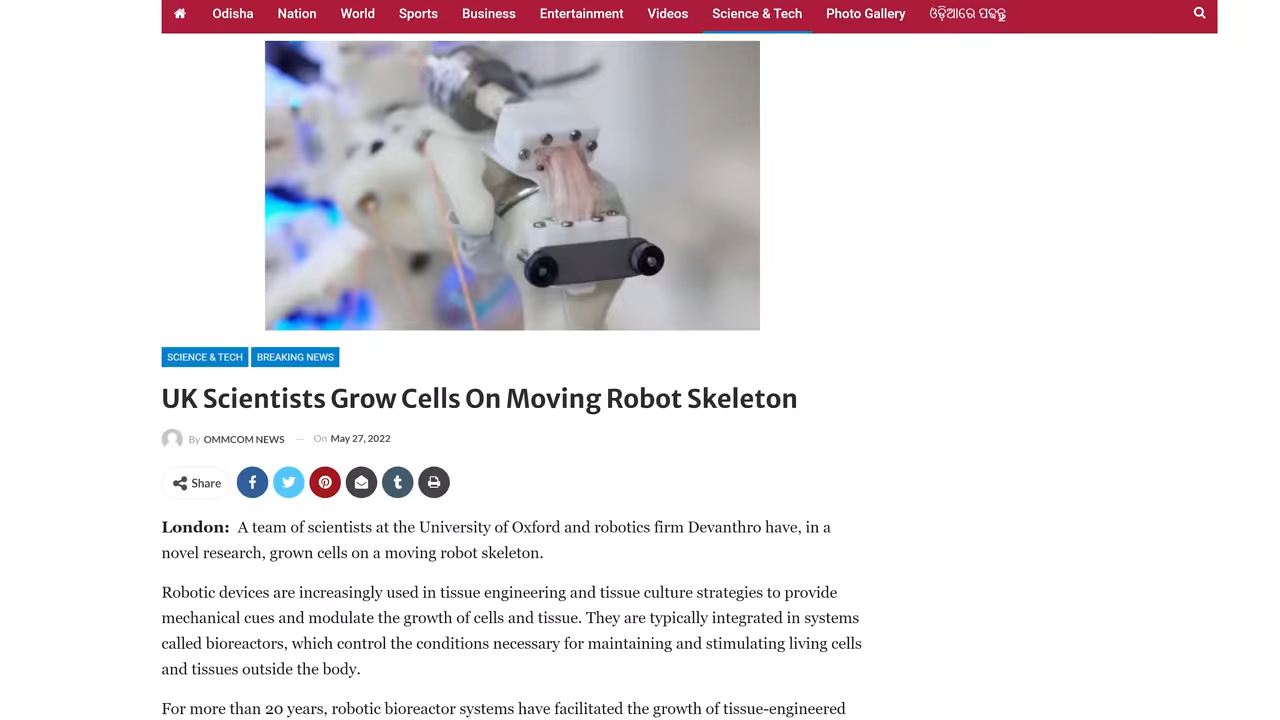 Odisha Nation World Sports Business Entertainment Videos Science & Tech Photo Gallery ଓଡ଼ିଆରେ ପଢନ୍ତୁ
SCIENCE & TECH BREAKING NEWS
UK Scientists Grow Cells On Moving Robot Skeleton
By OMMCOM NEWS — On May 27, 2022
Share
London: A team of scientists at the University of Oxford and robotics firm Devanthro have, in a
novel research, grown cells on a moving robot skeleton.
Robotic devices are increasingly used in tissue engineering and tissue culture strategies to provide
mechanical cues and modulate the growth of cells and tissue. They are typically integrated in systems
called bioreactors, which control the conditions necessary for maintaining and stimulating living cells
and tissues outside the body.
For more than 20 years, robotic bioreactor systems have facilitated the growth of tissue-engineered